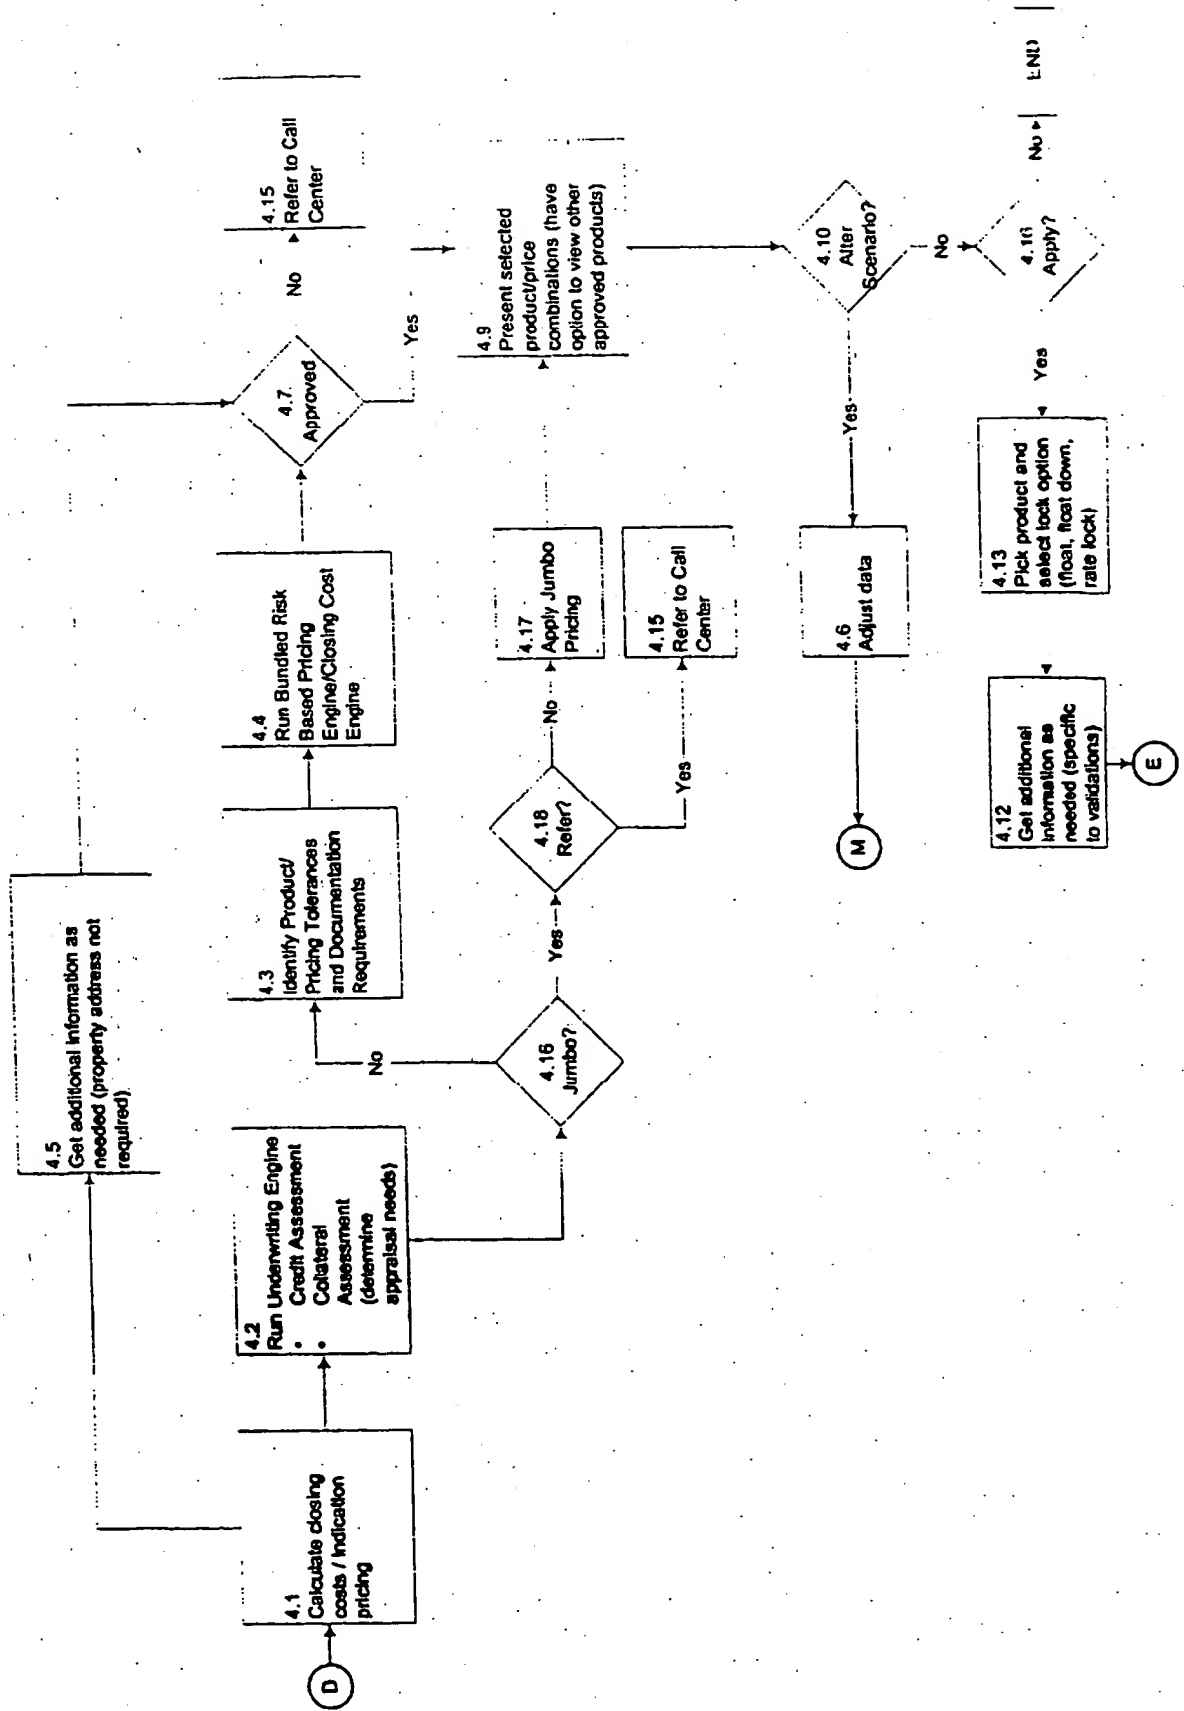 D
4.1
Calculate closing
costs / Indication
pricing
4.5
Get additional information as
needed (property address not
required)
4.2
Run Underwriting Engine
• Credit Assessment
• Collateral
Assessment
(determine
appraisal needs)
4.16
Jumbo?
No
Yes
4.3
Identify Product/
Pricing Tolerances
and Documentation
Requirements
4.4
Run Bundled Risk
Based Pricing
Engine/Closing Cost
Engine
4.7
Approved
No
Yes
4.15
Refer to Call
Center
4.18
Refer?
No
Yes
4.17
Apply Jumbo
Pricing
4.15
Refer to Call
Center
4.9
Present selected
product/price
combinations (have
option to view other
approved products)
4.10
Alter
Scenario?
Yes
No
4.6
Adjust data
M
4.16
Apply?
No
END
Yes
4.13
Pick product and
select lock option
(float, float down,
rate lock)
4.12
Get additional
information as
needed (specific
to validations)
E